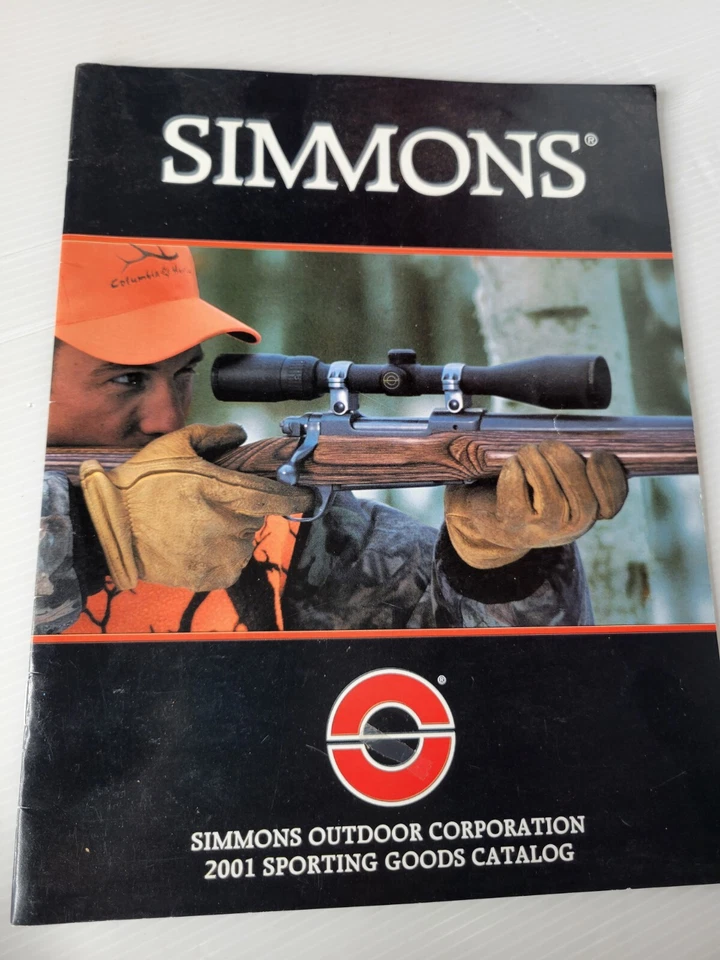 SIMMONS®
Columbia
®
SIMMONS OUTDOOR CORPORATION
2001 SPORTING GOODS CATALOG